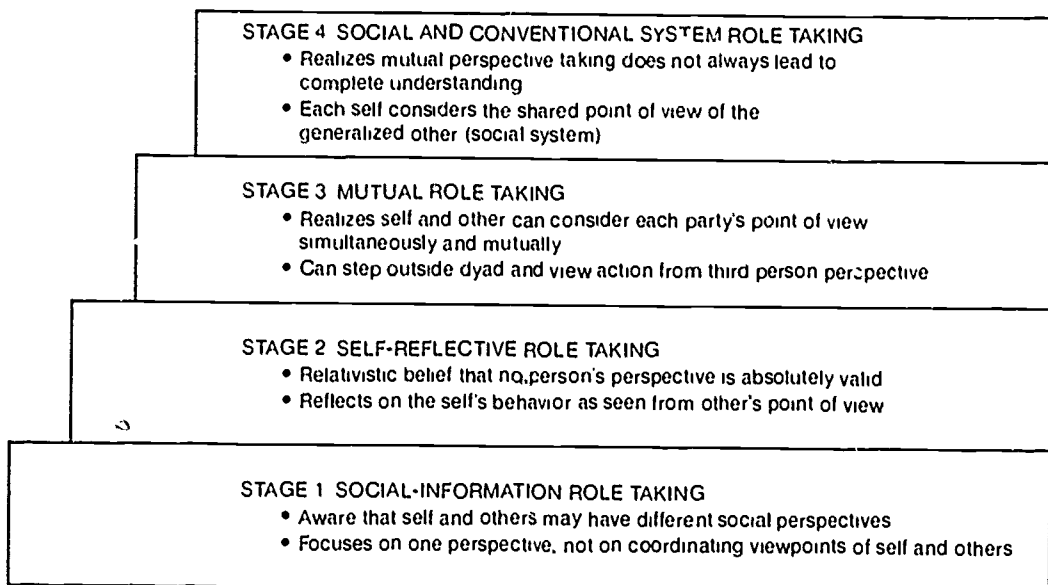 STAGE 4 SOCIAL AND CONVENTIONAL SYSTEM ROLE TAKING
• Realizes mutual perspective taking does not always lead to
complete understanding
• Each self considers the shared point of view of the
generalized other (social system)
STAGE 3 MUTUAL ROLE TAKING
• Realizes self and other can consider each party's point of view
simultaneously and mutually
• Can step outside dyad and view action from third person perspective
STAGE 2 SELF-REFLECTIVE ROLE TAKING
• Relativistic belief that no person's perspective is absolutely valid
• Reflects on the self's behavior as seen from other's point of view
STAGE 1 SOCIAL-INFORMATION ROLE TAKING
• Aware that self and others may have different social perspectives
• Focuses on one perspective, not on coordinating viewpoints of self and others